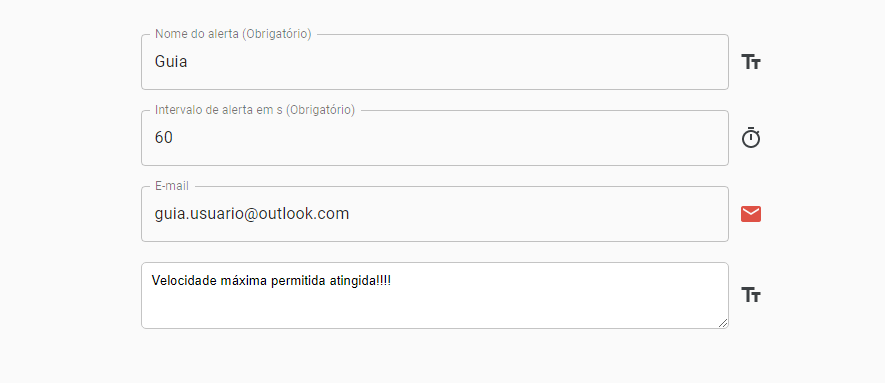 Nome do alerta (Obrigatório)
Guia
Intervalo de alerta em s (Obrigatório)
60
E-mail
guia.usuario@outlook.com
Velocidade máxima permitida atingida!!!!